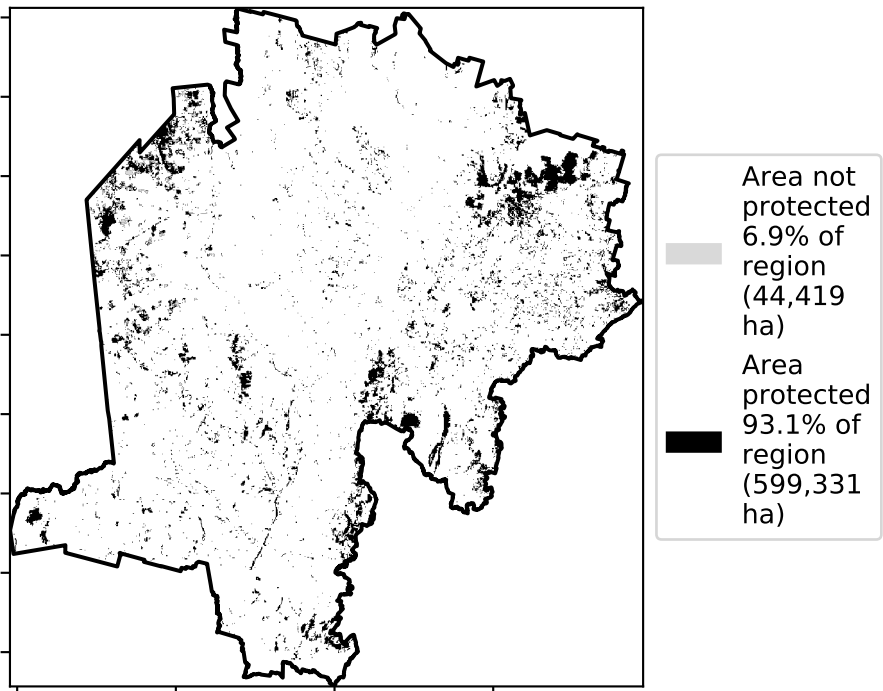 Area not
protected
6.9% of
region
(44,419
ha)
Area
protected
93.1% of
region
(599,331
ha)